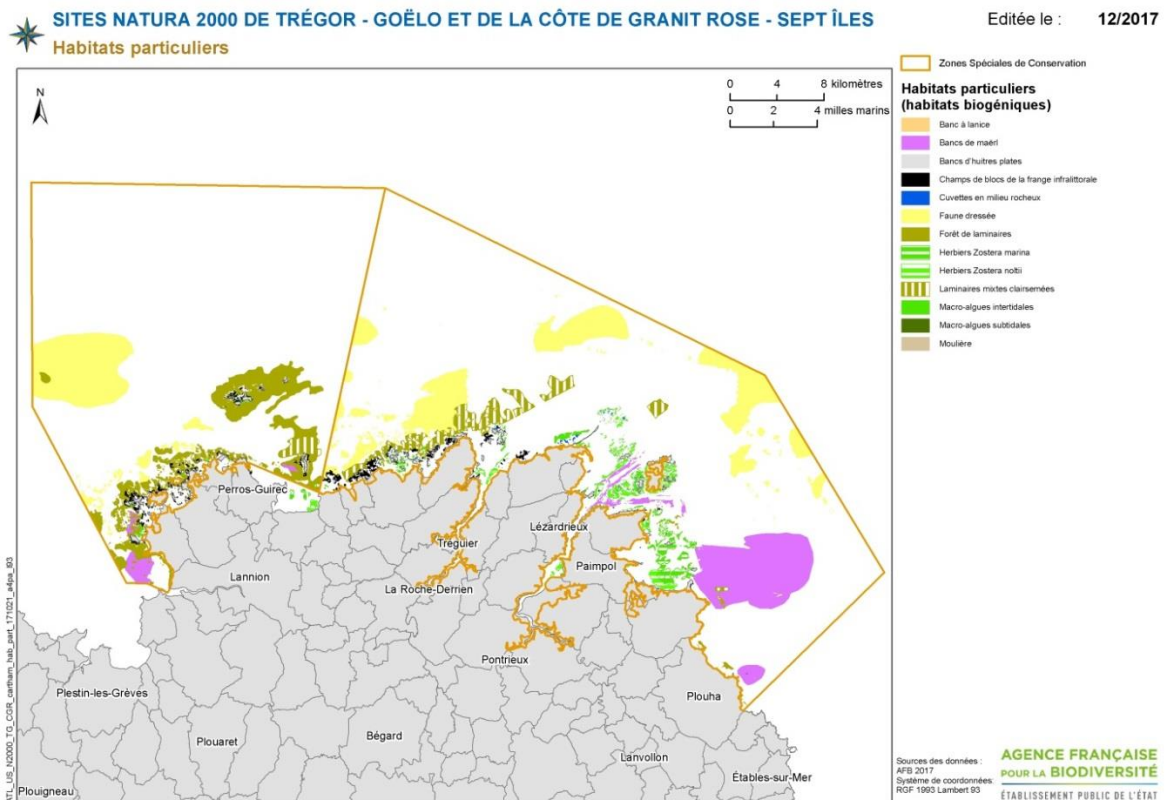 SITES NATURA 2000 DE TRÉGOR - GOËLO ET DE LA CÔTE DE GRANIT ROSE - SEPT ÎLES
Editée le : 12/2017
Habitats particuliers
N
0 4 8 kilomètres
0 2 4 milles marins
Zones Spéciales de Conservation
Habitats particuliers
(habitats biogéniques)
Banc à lanice
Bancs de maërl
Bancs d'huitres plates
Champs de blocs de la frange infralittorale
Cuvettes en milieu rocheux
Faune dressée
Forêt de laminaires
Herbiers Zostera marina
Herbiers Zostera noltii
Laminaires mixtes clairsemées
Macro-algues intertidales
Macro-algues subtidales
Moulière
Perros-Guirec
Lézardrieux
Tréguier
Paimpol
Lannion
La Roche-Derrien
Pontrieux
Plestin-les-Grèves
Plouha
Plouaret
Bégard
Lanvollon
Étables-sur-Mer
Plouigneau
ATL_US_N2000_TG_CGR_cartham_hab_part_171021_a4pa_l93
Sources des données :
AFB 2017
Système de coordonnées:
RGF 1993 Lambert 93
AGENCE FRANÇAISE
POUR LA BIODIVERSITÉ
ÉTABLISSEMENT PUBLIC DE L'ÉTAT